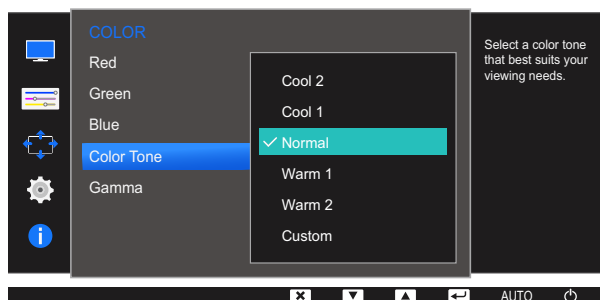 COLOR
Red
Green
Blue
Color Tone
Gamma
Cool 2
Cool 1
Normal
Warm 1
Warm 2
Custom
Select a color tone
that best suits your
viewing needs.
AUTO